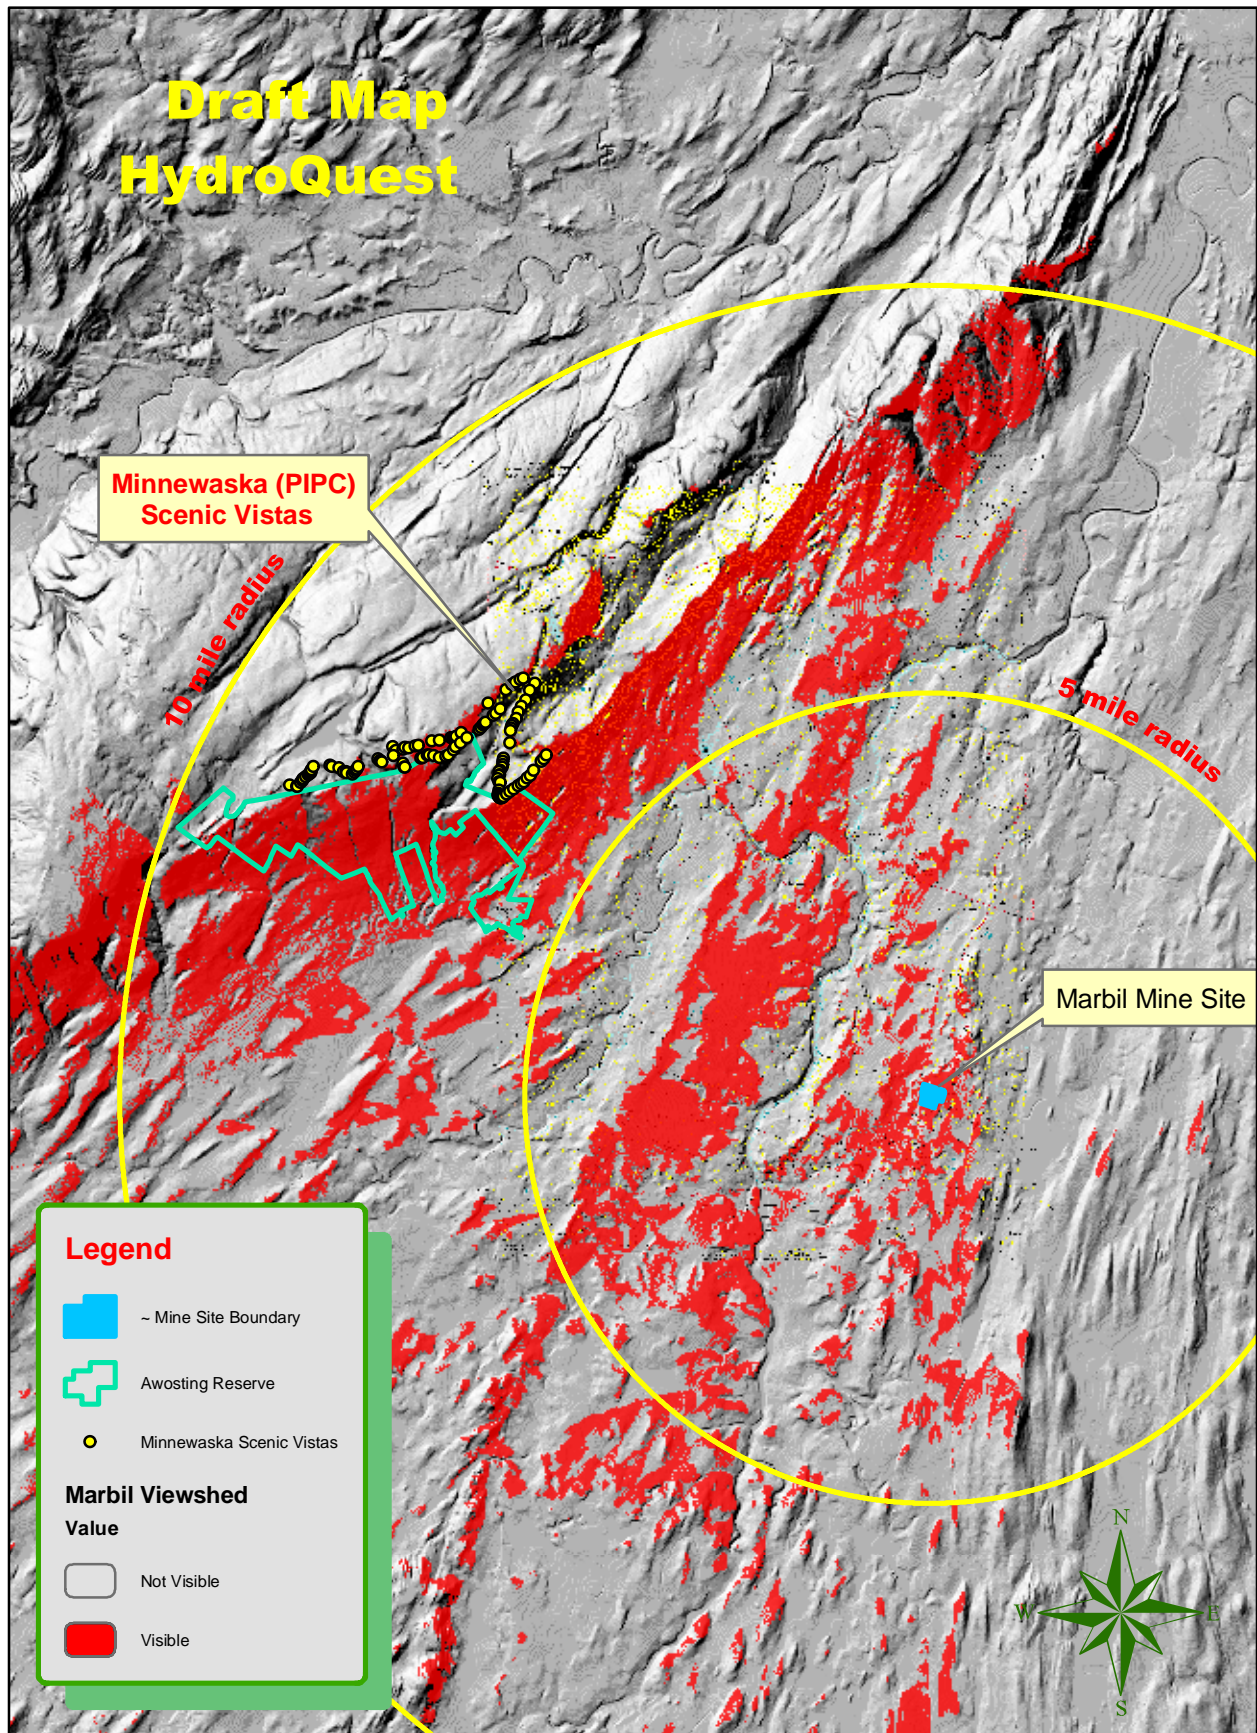 Draft Map
HydroQuest
Minnewaska (PIPC)
Scenic Vistas
10 mile radius
5 mile radius
Marbil Mine Site
Legend
~ Mine Site Boundary
Awosting Reserve
Minnewaska Scenic Vistas
Marbil Viewshed
Value
Not Visible
Visible
N
W
E
S